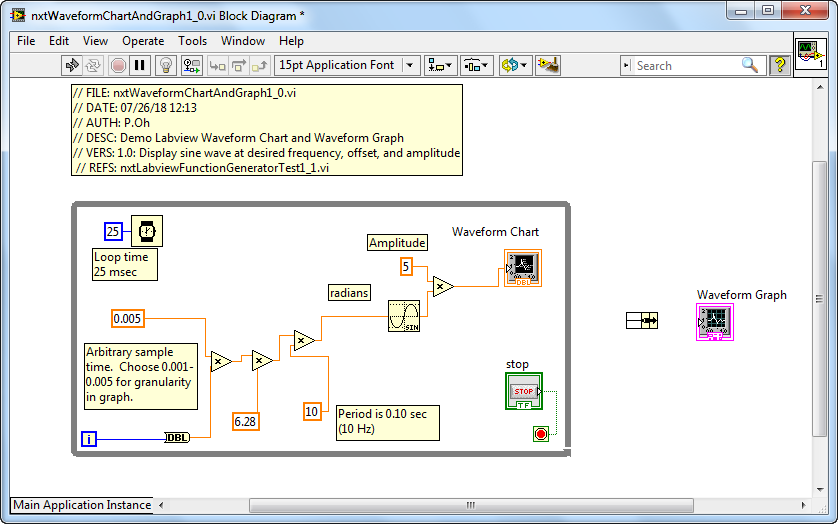 nxtWaveformChartAndGraph1_0.vi Block Diagram *
File Edit View Operate Tools Window Help
15pt Application Font
Search
?
1
// FILE: nxtWaveformChartAndGraph1_0.vi
// DATE: 07/26/18 12:13
// AUTH: P.Oh
// DESC: Demo Labview Waveform Chart and Waveform Graph
// VERS: 1.0: Display sine wave at desired frequency, offset, and amplitude
// REFS: nxtLabviewFunctionGeneratorTest1_1.vi
25
Loop time
25 msec
Amplitude
5
Waveform Chart
DBL
radians
SIN
0.005
Arbitrary sample
time. Choose 0.001-
0.005 for granularity
in graph.
6.28
10
Period is 0.10 sec
(10 Hz)
i
DBL
stop
STOP
TF
Waveform Graph
Main Application Instance